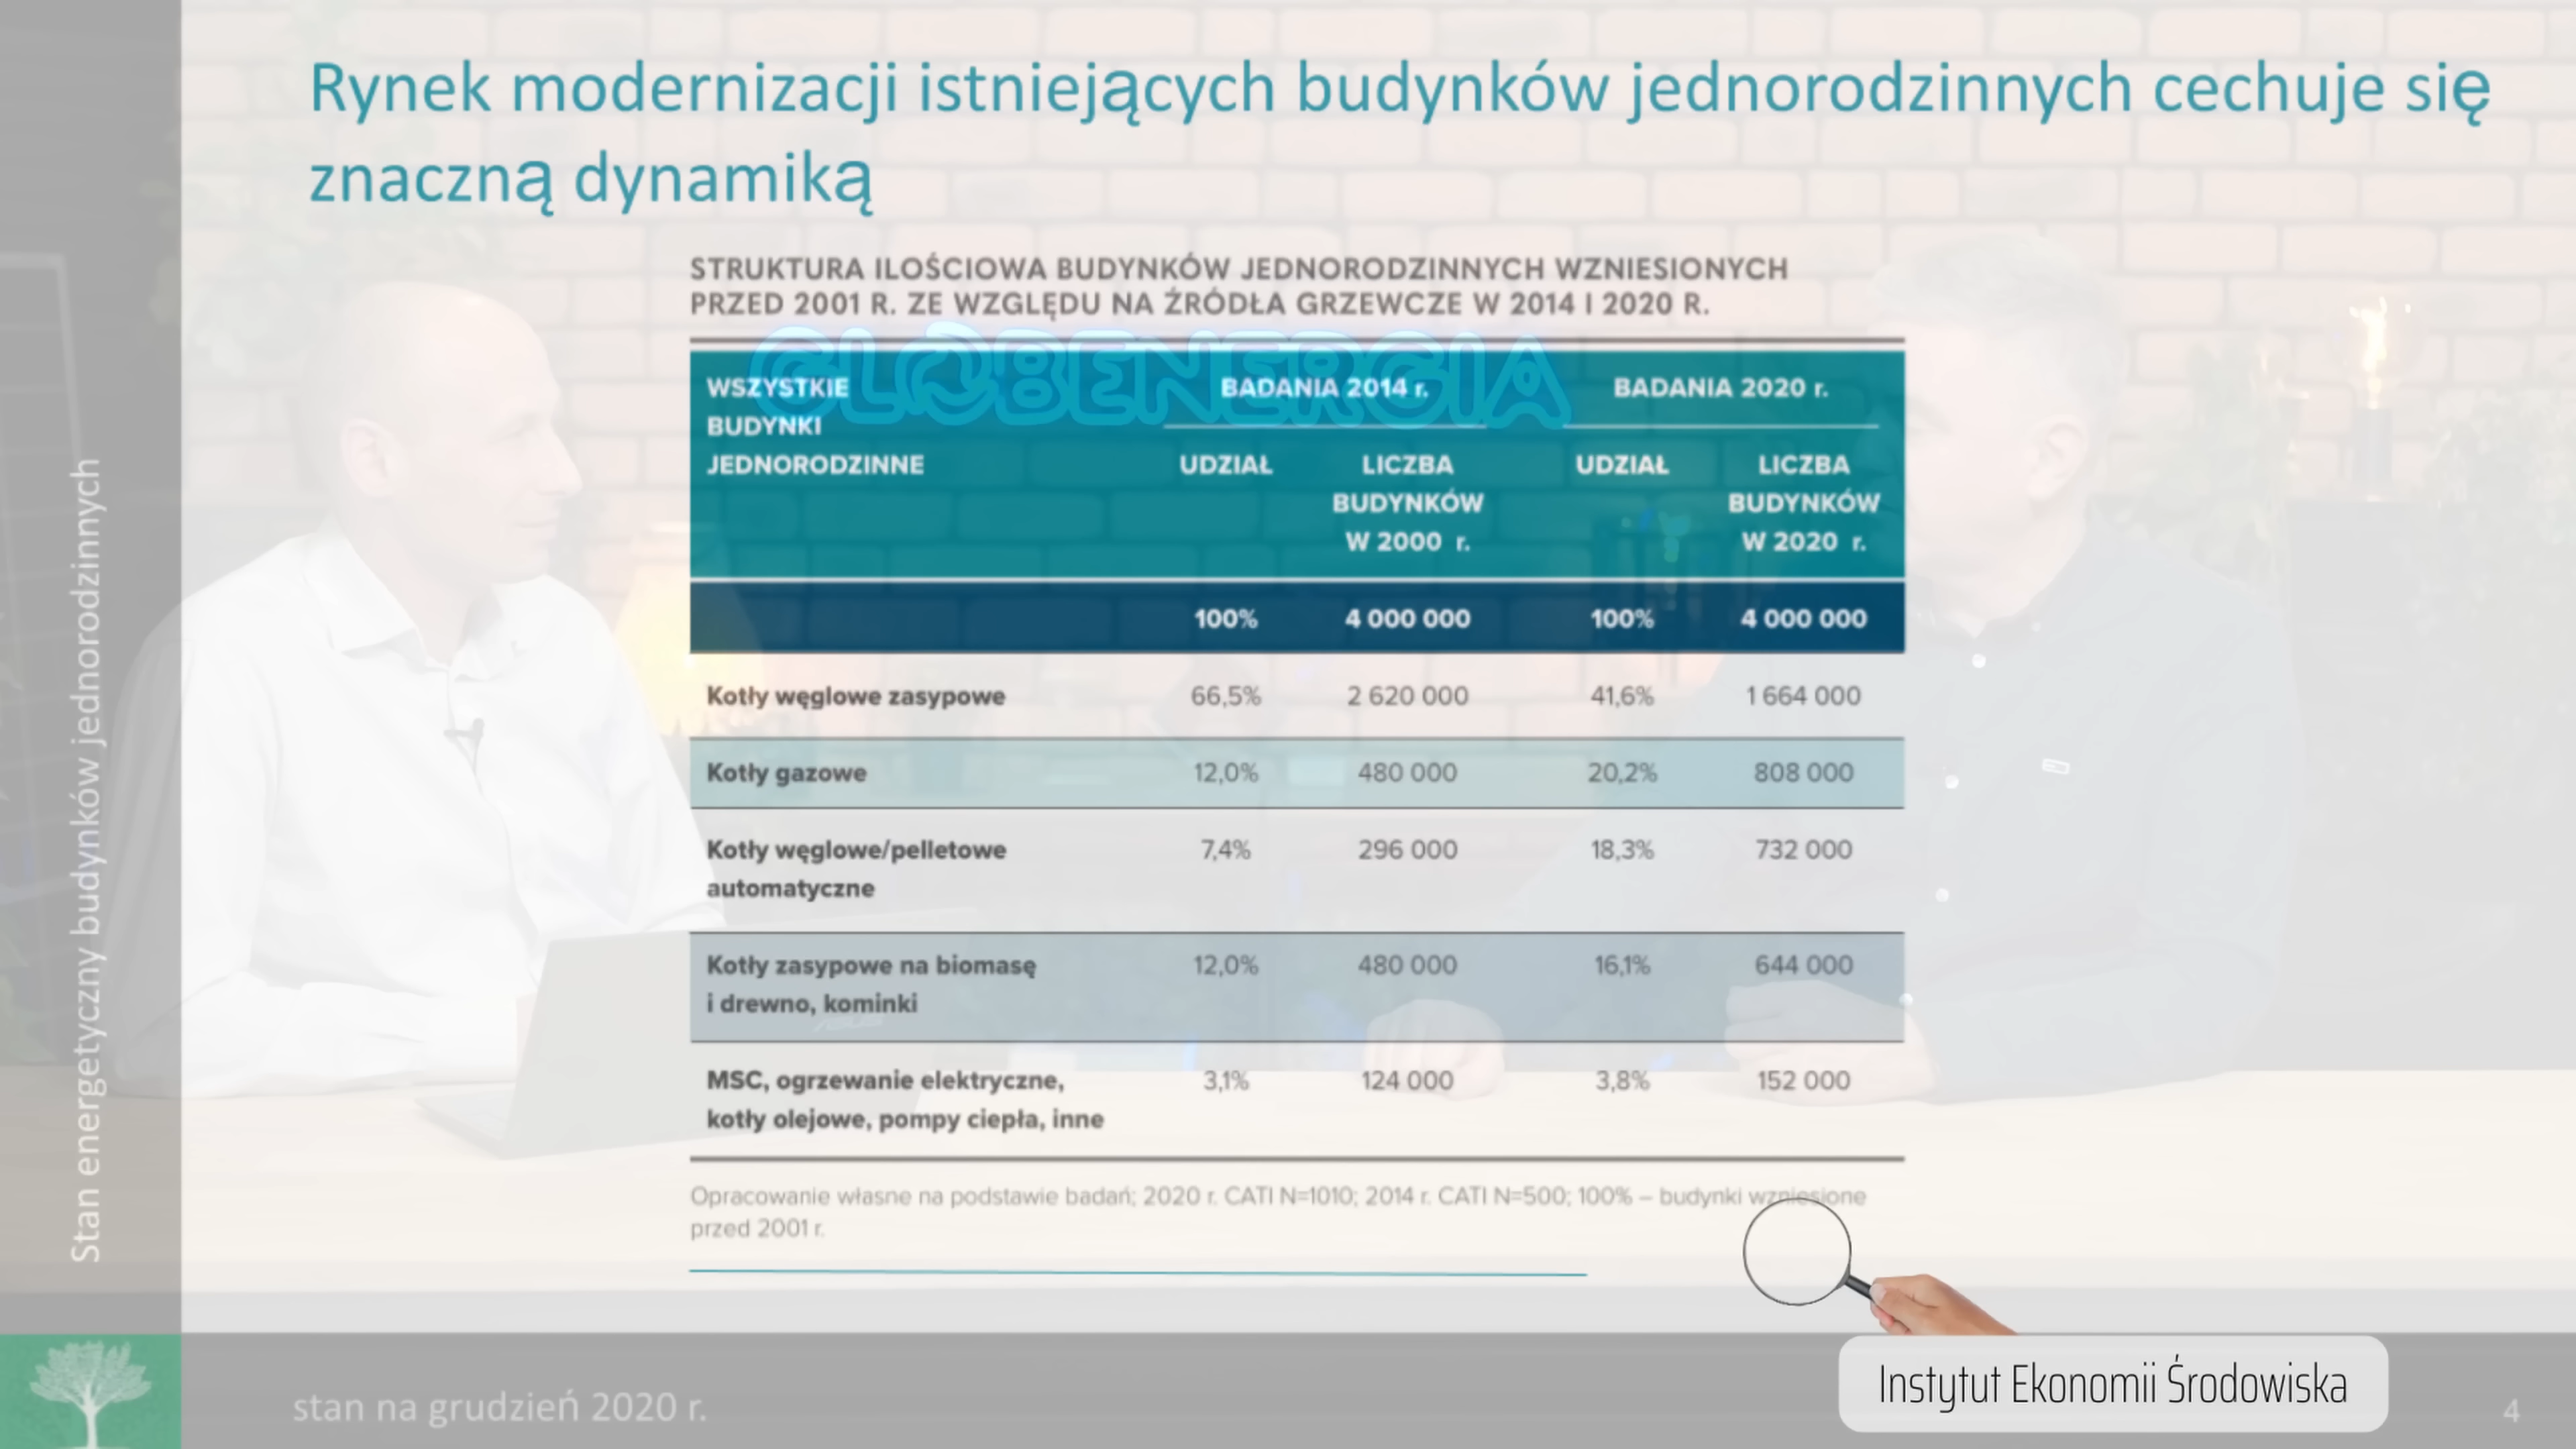 Rynek modernizacji istniejących budynków jednorodzinnych cechuje się
znaczną dynamiką
STRUKTURA ILOŚCIOWA BUDYNKÓW JEDNORODZINNYCH WZNIESIONYCH
PRZED 2001 R. ZE WZGLĘDU NA ŹRÓDŁA GRZEWCZE W 2014 I 2020 R.
GLOBENERGIA
WSZYSTKIE BADANIA 2014 r. BADANIA 2020 r.
BUDYNKI
JEDNORODZINNE UDZIAŁ LICZBA UDZIAŁ LICZBA
BUDYNKÓW BUDYNKÓW
W 2000 r. W 2020 r.
100% 4 000 000 100% 4 000 000
Kotły węglowe zasypowe 66,5% 2 620 000 41,6% 1 664 000
Kotły gazowe 12,0% 480 000 20,2% 808 000
Kotły węglowe/pelletowe 7,4% 296 000 18,3% 732 000
automatyczne
Kotły zasypowe na biomasę 12,0% 480 000 16,1% 644 000
i drewno, kominki
MSC, ogrzewanie elektryczne, 3,1% 124 000 3,8% 152 000
kotły olejowe, pompy ciepła, inne
Opracowanie własne na podstawie badań; 2020 r. CATI N=1010; 2014 r. CATI N=500; 100% – budynki wzniesione
przed 2001 r.
Stan energetyczny budynków jednorodzinnych
stan na grudzień 2020 r.
Instytut Ekonomii Środowiska
4